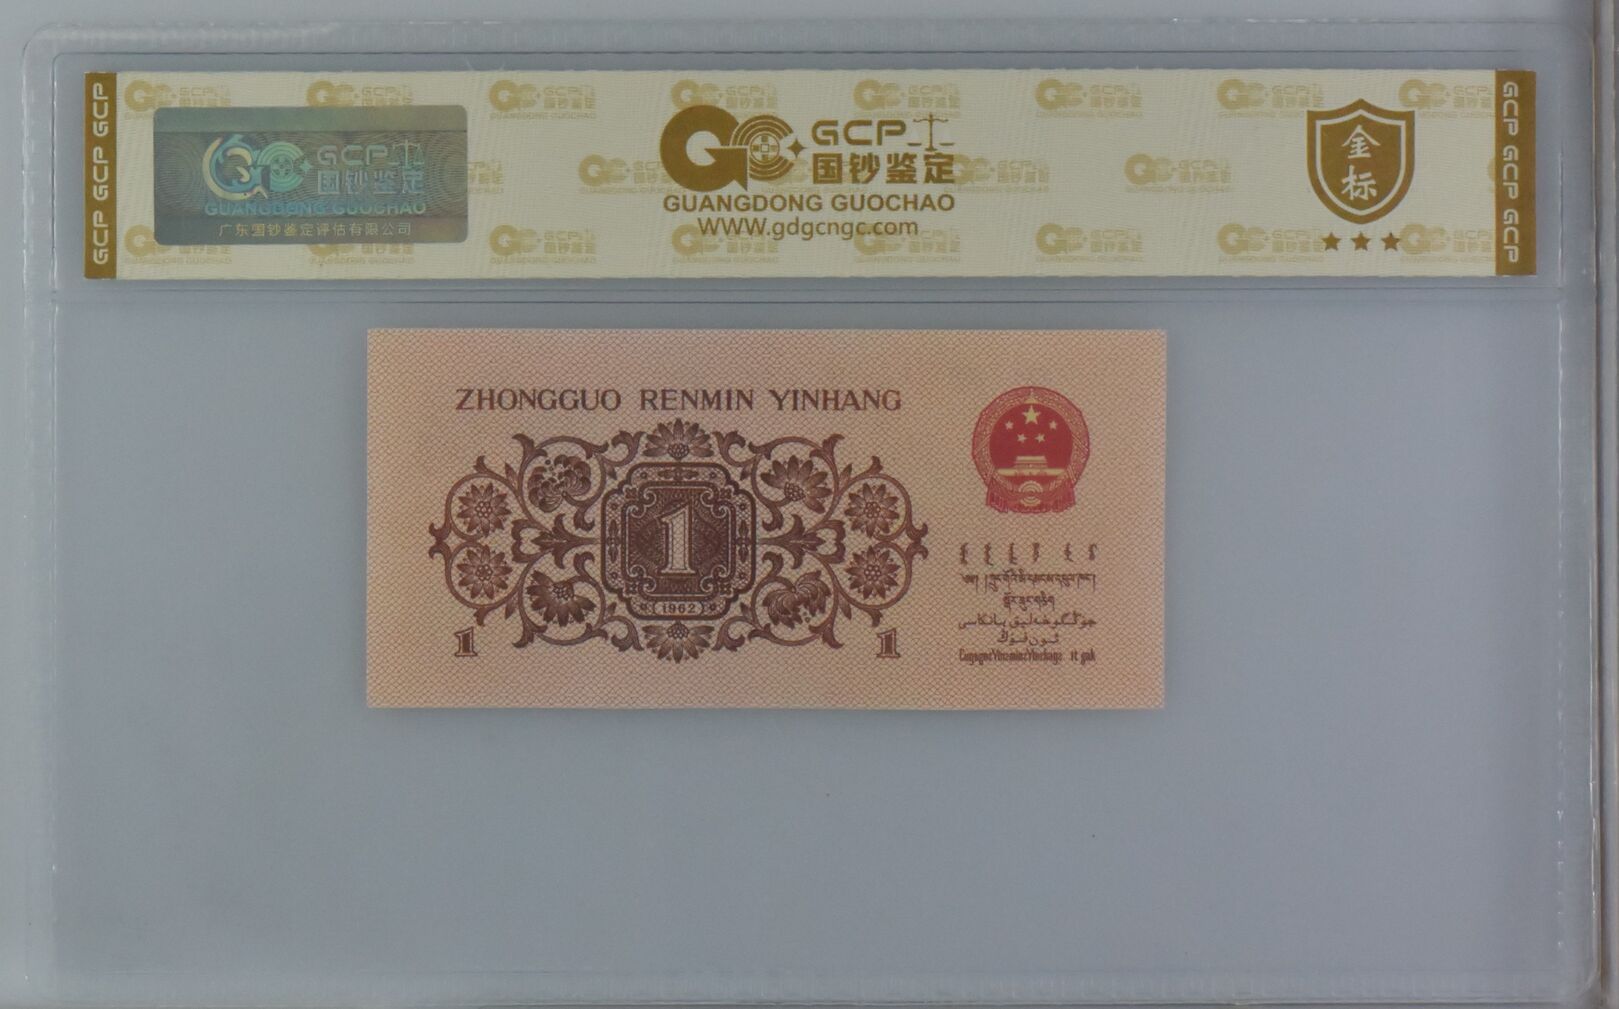 GCP GCP GCP
GCP
国钞鉴定
GUANGDONG GUOCHAO
广东国钞鉴定评估有限公司
GCP
国钞鉴定
GUANGDONG GUOCHAO
WWW.gdgcngc.com
金标
GCP GCP GCP
ZHONGGUO RENMIN YINHANG
1
(1962)
1
1